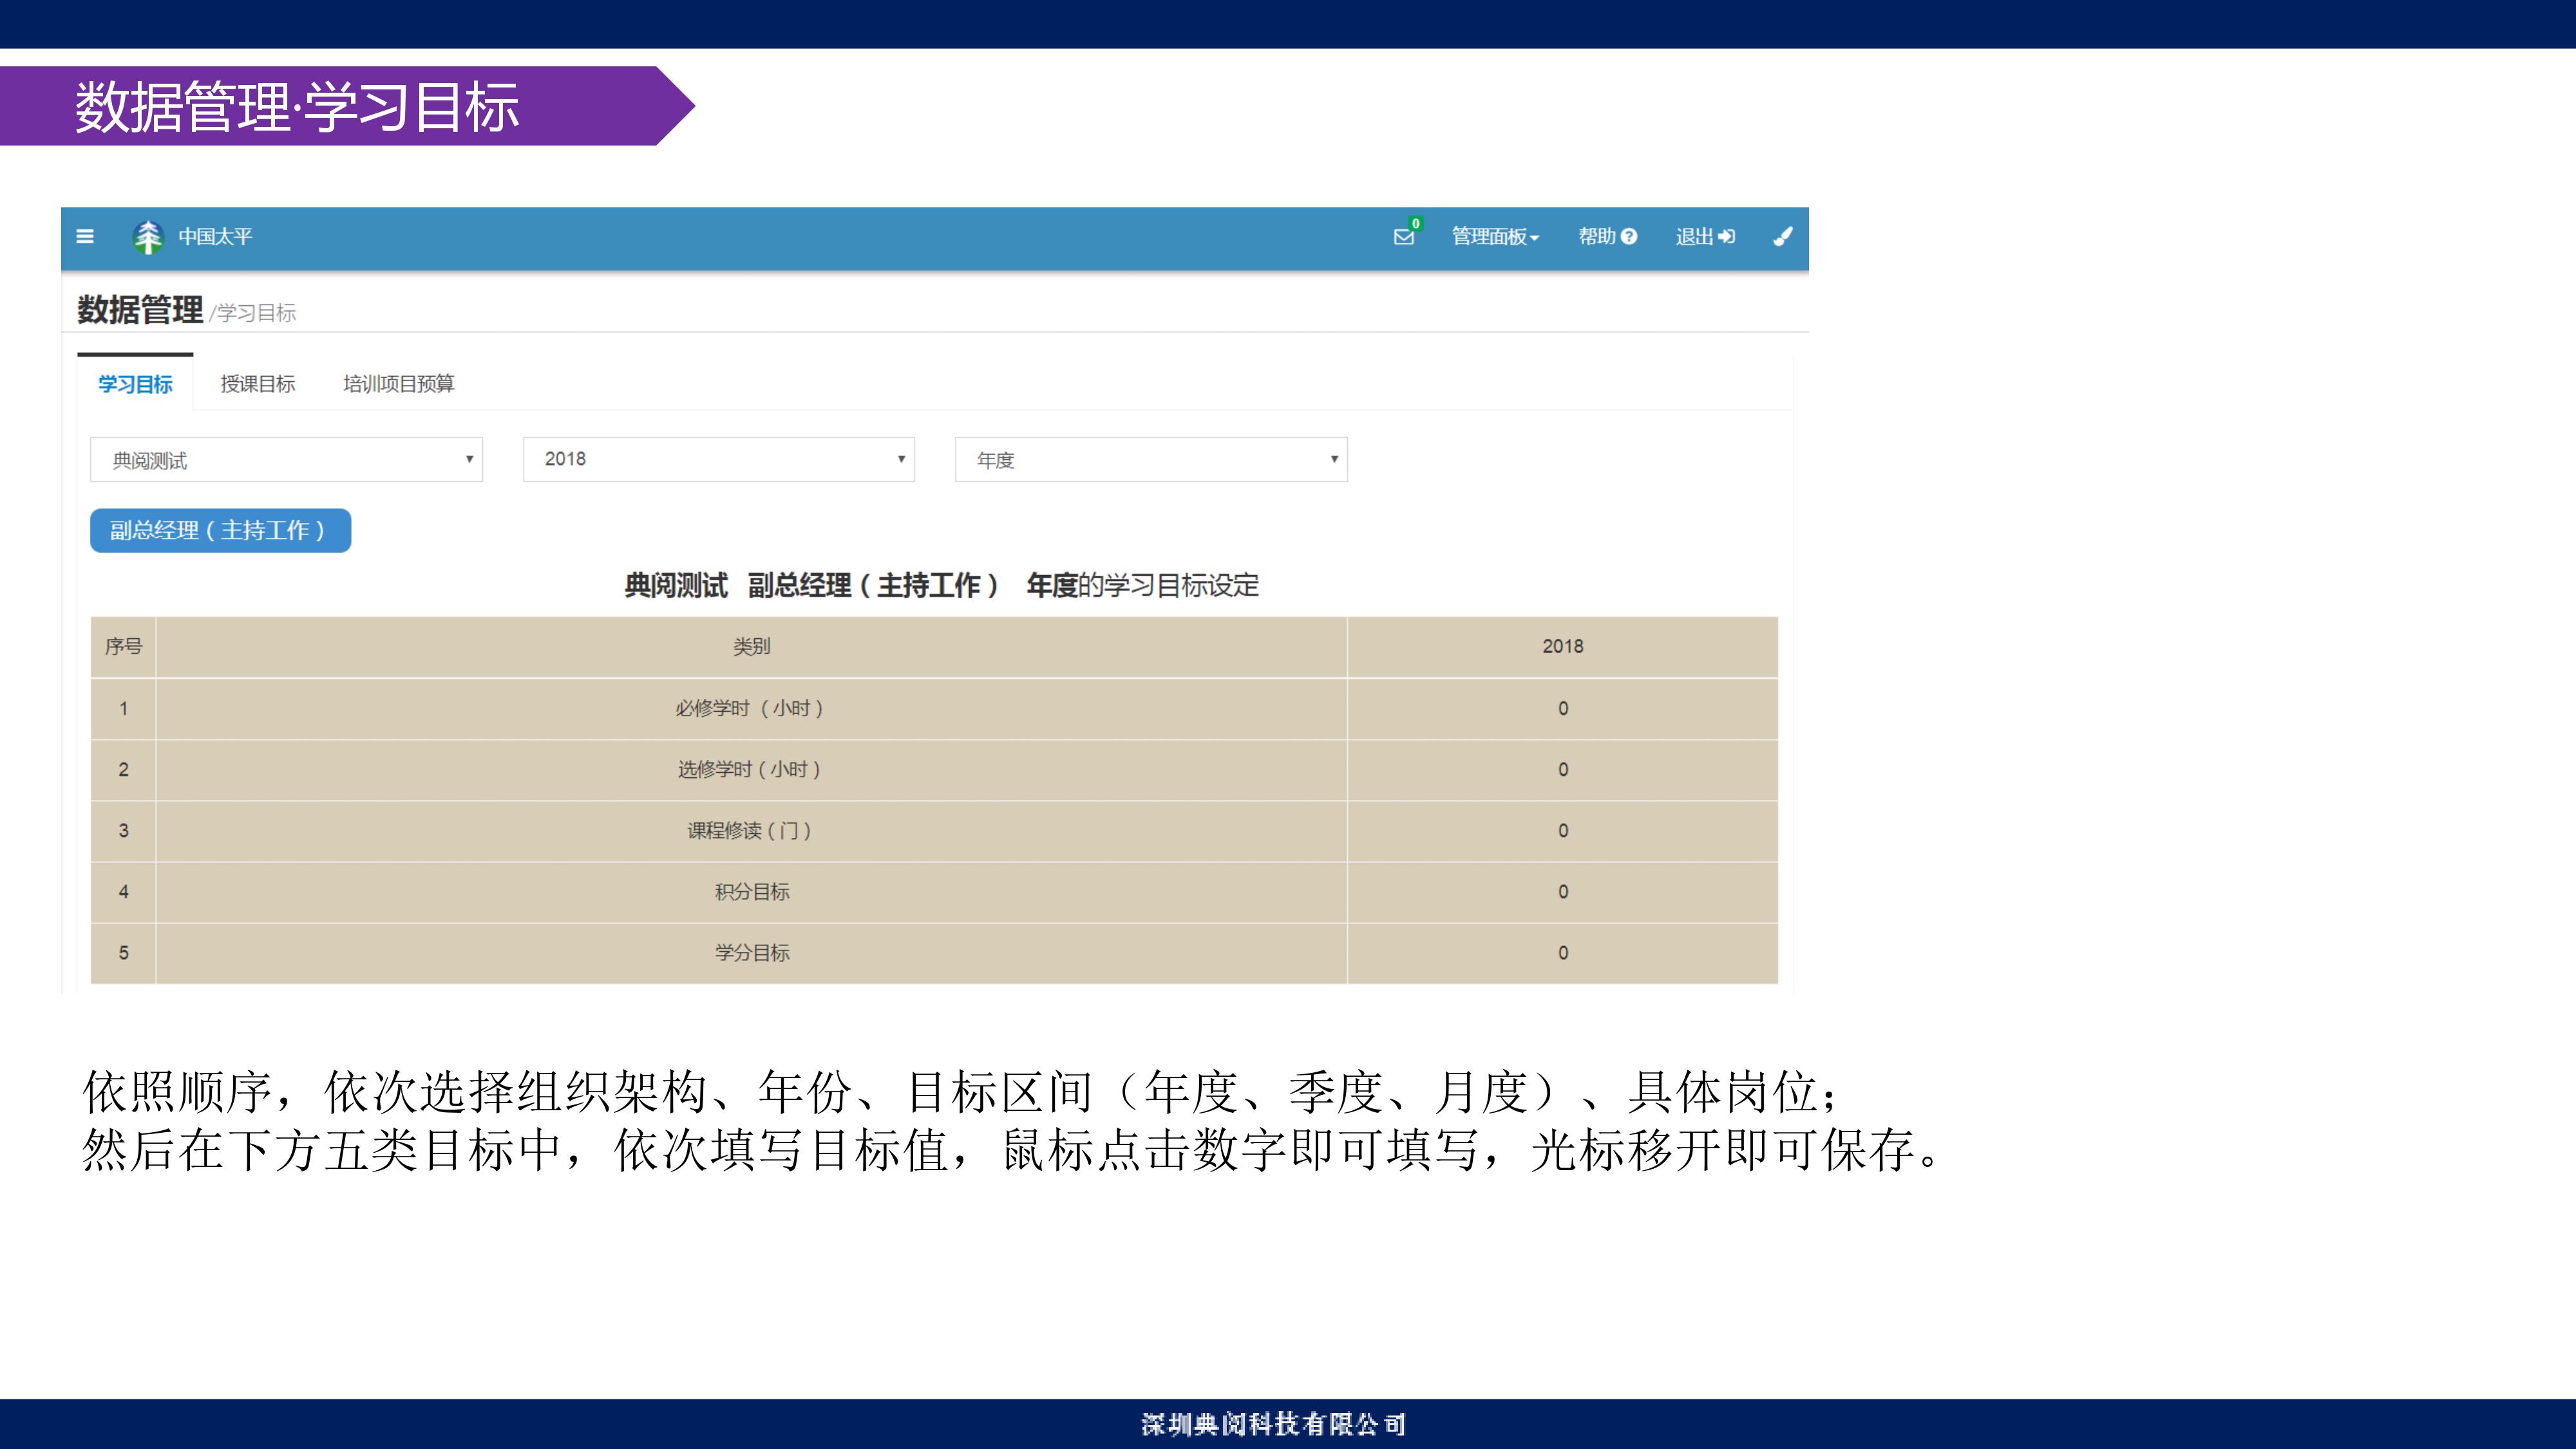 数据管理·学习目标
中国太平
0
管理面板
帮助
退出
数据管理 /学习目标
学习目标 授课目标 培训项目预算
典阅测试 2018 年度
副总经理（主持工作）
典阅测试 副总经理（主持工作） 年度的学习目标设定
序号 类别 2018
1 必修学时（小时） 0
2 选修学时（小时） 0
3 课程修读（门） 0
4 积分目标 0
5 学分目标 0
依照顺序，依次选择组织架构、年份、目标区间（年度、季度、月度）、具体岗位；
然后在下方五类目标中，依次填写目标值，鼠标点击数字即可填写，光标移开即可保存。
深圳典阅科技有限公司